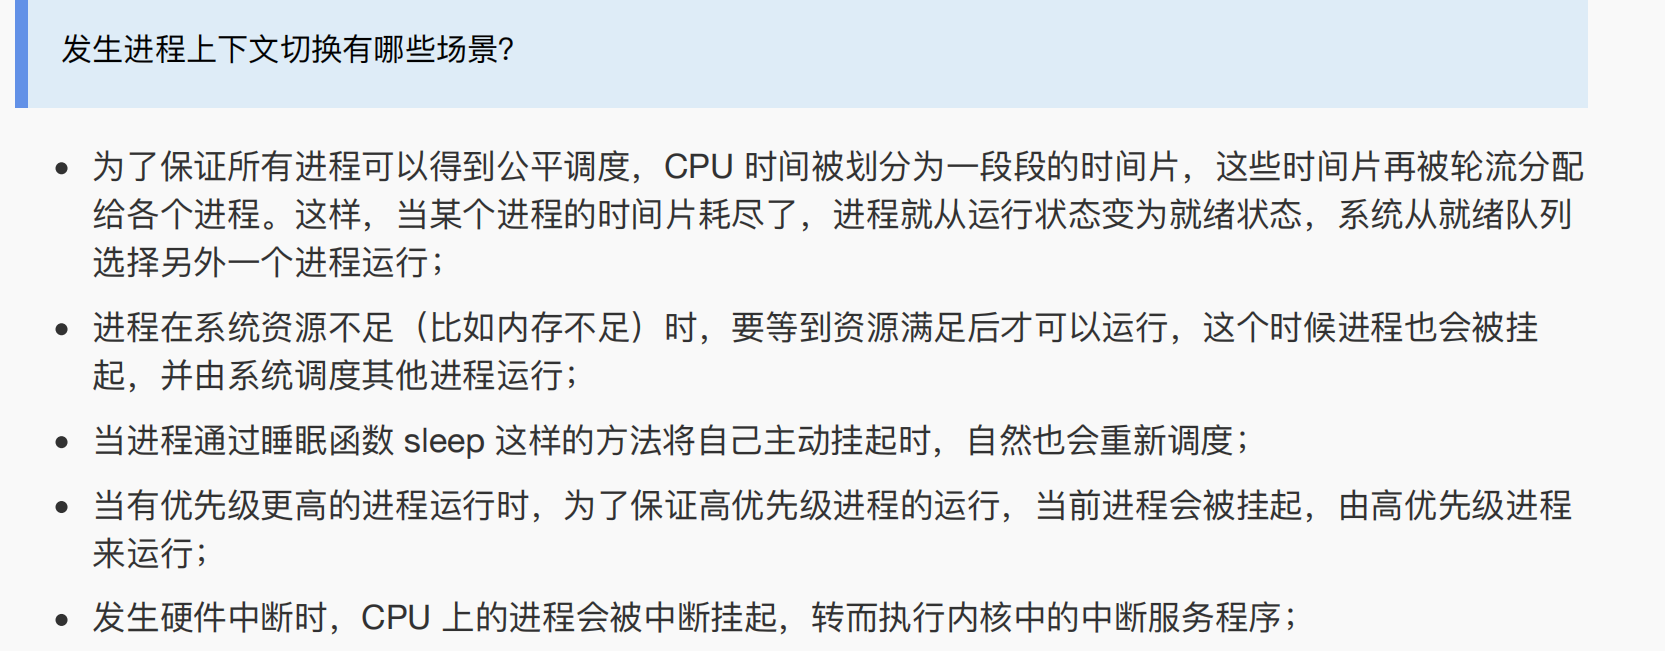 发生进程上下文切换有哪些场景?
为了保证所有进程可以得到公平调度，CPU 时间被划分为一段段的时间片，这些时间片再被轮流分配
给各个进程。这样，当某个进程的时间片耗尽了，进程就从运行状态变为就绪状态，系统从就绪队列
选择另外一个进程运行；
进程在系统资源不足（比如内存不足）时，要等到资源满足后才可以运行，这个时候进程也会被挂
起，并由系统调度其他进程运行；
当进程通过睡眠函数 sleep 这样的方法将自己主动挂起时，自然也会重新调度；
当有优先级更高的进程运行时，为了保证高优先级进程的运行，当前进程会被挂起，由高优先级进程
来运行；
发生硬件中断时，CPU 上的进程会被中断挂起，转而执行内核中的中断服务程序；